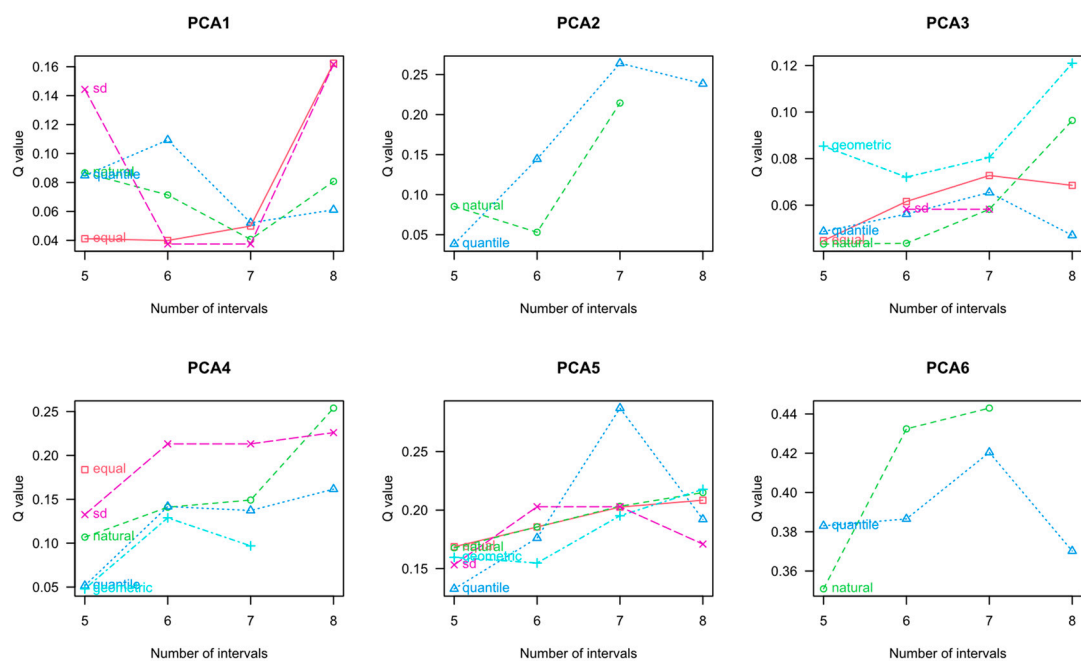 PCA1
PCA2
PCA3
Q value
0.16
0.14
0.12
0.10
0.08
0.06
0.04
sd
natural
quantile
equal
5 6 7 8
Number of intervals
Q value
0.25
0.20
0.15
0.10
0.05
natural
quantile
5 6 7 8
Number of intervals
Q value
0.12
0.10
0.08
0.06
geometric
sd
quantile
equal
natural
5 6 7 8
Number of intervals
PCA4
PCA5
PCA6
Q value
0.25
0.20
0.15
0.10
0.05
equal
sd
natural
quantile
geometric
5 6 7 8
Number of intervals
Q value
0.25
0.20
0.15
equal
natural
geometric
sd
quantile
5 6 7 8
Number of intervals
Q value
0.44
0.42
0.40
0.38
0.36
quantile
natural
5 6 7 8
Number of intervals